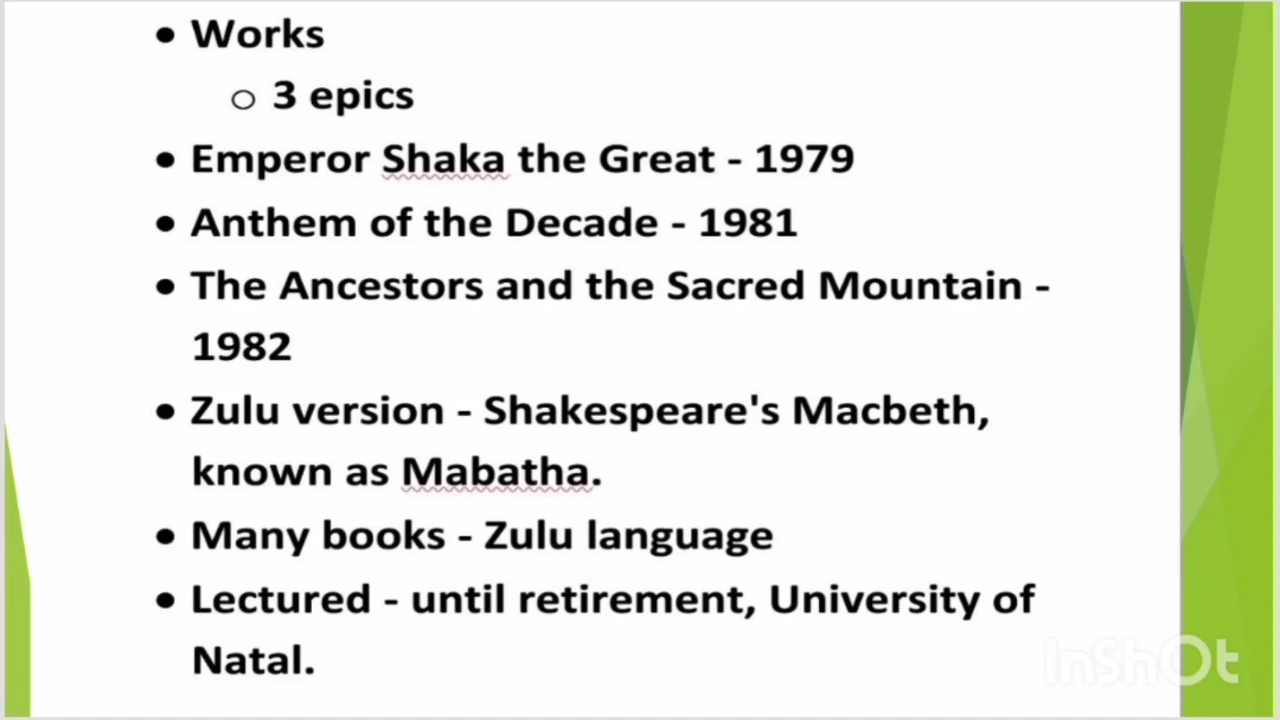 • Works
o 3 epics
• Emperor Shaka the Great - 1979
• Anthem of the Decade - 1981
• The Ancestors and the Sacred Mountain -
1982
• Zulu version - Shakespeare's Macbeth,
known as Mabatha.
• Many books - Zulu language
• Lectured - until retirement, University of
Natal.
InShOt